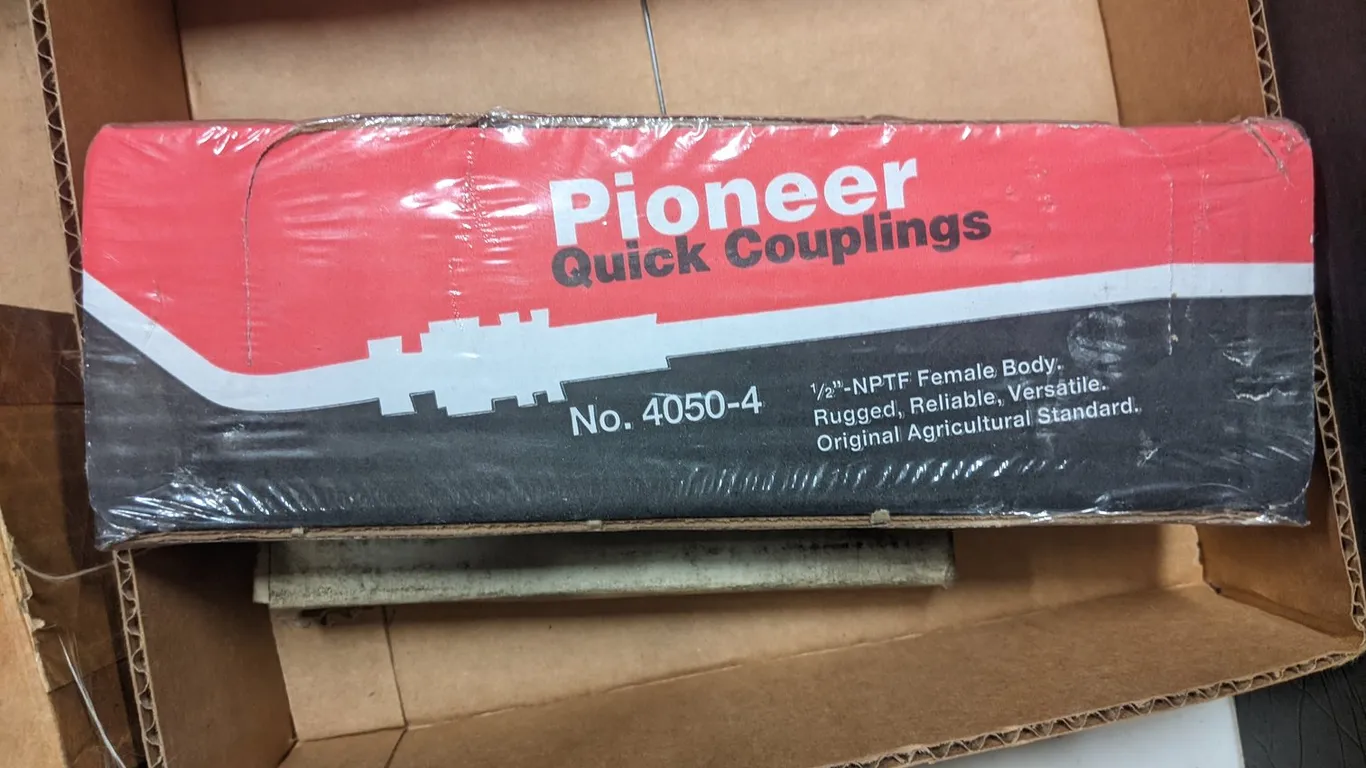 Pioneer
Quick Couplings
No. 4050-4
½"-NPTF Female Body.
Rugged, Reliable, Versatile.
Original Agricultural Standard.